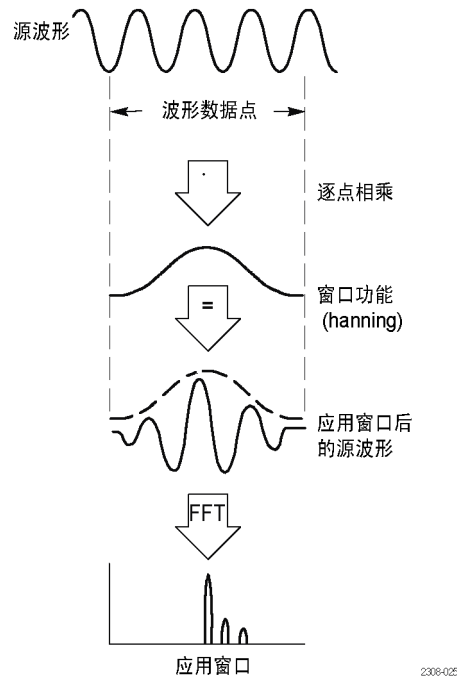 源波形
波形数据点
·
逐点相乘
窗口功能
(hanning)
=
应用窗口后
的源波形
FFT
应用窗口
2308-025